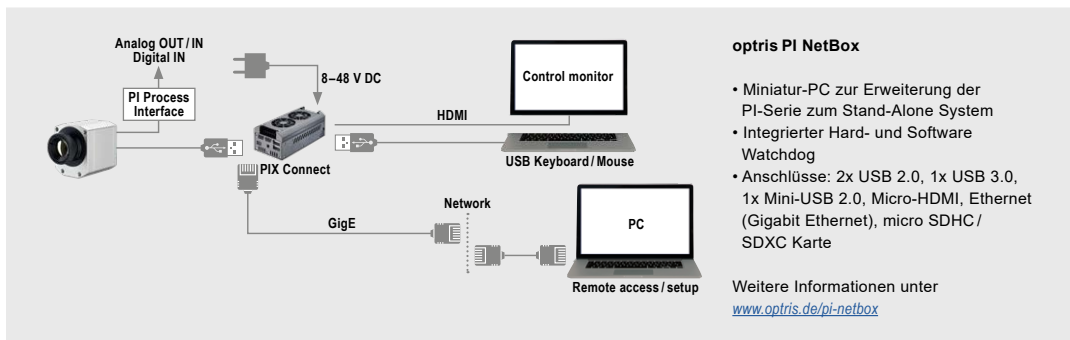 Analog OUT / IN
Digital IN
8–48 V DC
PI Process
Interface
Control monitor
HDMI
USB Keyboard / Mouse
PIX Connect
Network
GigE
PC
Remote access / setup
optris PI NetBox
• Miniatur-PC zur Erweiterung der
PI-Serie zum Stand-Alone System
• Integrierter Hard- und Software
Watchdog
• Anschlüsse: 2x USB 2.0, 1x USB 3.0,
1x Mini-USB 2.0, Micro-HDMI, Ethernet
(Gigabit Ethernet), micro SDHC /
SDXC Karte
Weitere Informationen unter
www.optris.de/pi-netbox